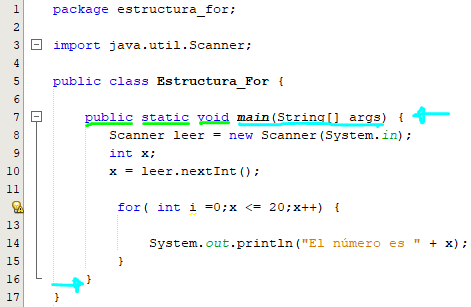 1 package estructura_for;
2
3 import java.util.Scanner;
4
5 public class Estructura_For {
6
7 public static void main(String[] args) {
8 Scanner leer = new Scanner(System.in);
9 int x;
10 x = leer.nextInt();
11
for( int i =0;x <= 20;x++) {
13
14 System.out.println("El número es " + x);
15 }
16 }
17 }